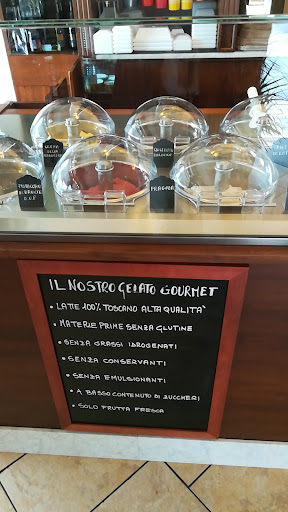 FRAGOLA
IL NOSTRO GELATO GOURMET
• LATTE 100% TOSCANO ALTA QUALITA'
• MATERIE PRIME SENZA GLUTINE
• SENZA GRASSI IDROGENATI
• SENZA CONSERVANTI
• SENZA EMULSIONANTI
• A BASSO CONTENUTO DI ZUCCHERI
• SOLO FRUTTA FRESCA